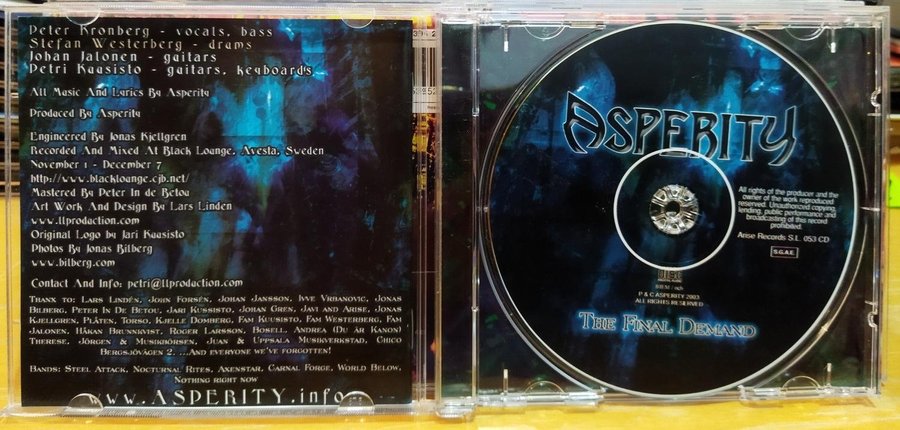 Peter Kronberg - vocals, bass
Stefan Westerberg - drums
Johan Jalonen - guitars
Petri Kuusisto - guitars, keyboards
All Music And Lyrics By Asperity
Produced By Asperity
Engineered By Jonas Kjellgren
Recorded And Mixed At Black Lounge, Avesta, Sweden
November 1 - December 7
http://www.blacklounge.cjb.net/
Mastered By Peter In de Betou
Art Work And Design By Lars Linden
www.llproduction.com
Original Logo by Jari Kuusisto
Photos By Jonas Bilberg
www.bilberg.com
Contact And Info: petri@llproduction.com
Thanx to: Lars Lindén, John Forsén, Johan Jansson, Ivve Vrbanovic, Jonas
Bilberg, Peter In De Betou, Jari Kussisto, Johan Gren, Javi and Arise, Jonas
Kjellgren, Plåten, Torso, Kjelle Domberg, Fam Kuusisto, Fam Westerberg, Fam
Jalonen, Håkan Brunkvist, Roger Larsson, Bosell, Andrea (Du är Kanon)
Therese, Jörgen & Musikbörsen, Juan & Uppsala Musikverkstad, Chico
Bergsjövägen 2, ...And everyone we've forgotten!
Bands: Steel Attack, Nocturnal Rites, Axenstar, Carnal Forge, World Below,
Nothing right now
www.ASPERITY.info
ASPERITY
All rights of the producer and the
owner of the work reproduced
reserved. Unauthorized copying,
lending, public performance and
broadcasting of this record
prohibited.
Arise Records S.L. 053 CD
S.G.A.E.
DISC
P & C ASPERITY 2003
ALL RIGHTS RESERVED
The Final Demand